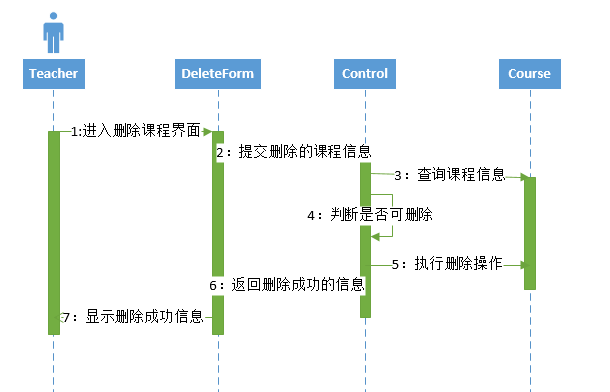 Teacher
DeleteForm
Control
Course
1:进入删除课程界面
2：提交删除的课程信息
3：查询课程信息
4：判断是否可删除
5：执行删除操作
6：返回删除成功的信息
7：显示删除成功信息